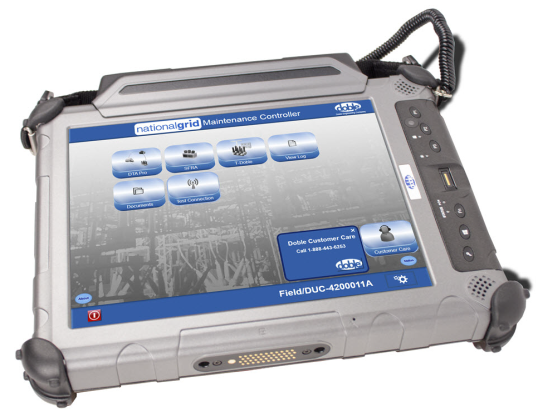 nationalgrid Maintenance Controller
doble
DTA Pro
SFRA
T-Doble
View Log
Documents
Test Connection
Doble Customer Care
Call 1-888-443-6253
doble
Customer Care
Field/DUC-4200011A